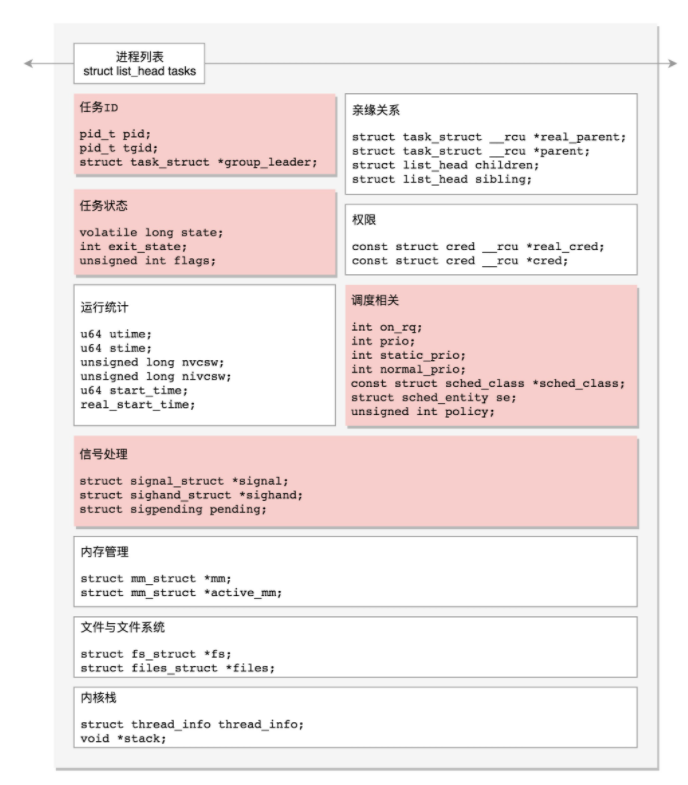 进程列表
struct list_head tasks
任务ID
pid_t pid;
pid_t tgid;
struct task_struct *group_leader;
亲缘关系
struct task_struct __rcu *real_parent;
struct task_struct __rcu *parent;
struct list_head children;
struct list_head sibling;
任务状态
volatile long state;
int exit_state;
unsigned int flags;
权限
const struct cred __rcu *real_cred;
const struct cred __rcu *cred;
运行统计
u64 utime;
u64 stime;
unsigned long nvcsw;
unsigned long nivcsw;
u64 start_time;
real_start_time;
调度相关
int on_rq;
int prio;
int static_prio;
int normal_prio;
const struct sched_class *sched_class;
struct sched_entity se;
unsigned int policy;
信号处理
struct signal_struct *signal;
struct sighand_struct *sighand;
struct sigpending pending;
内存管理
struct mm_struct *mm;
struct mm_struct *active_mm;
文件与文件系统
struct fs_struct *fs;
struct files_struct *files;
内核栈
struct thread_info thread_info;
void *stack;